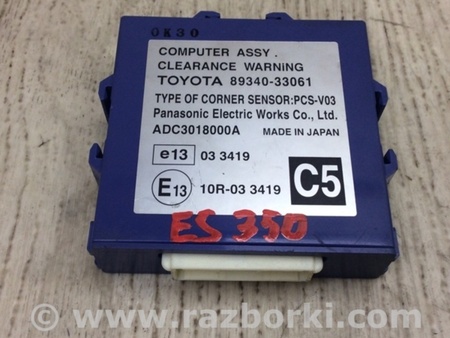 OK30
COMPUTER ASSY.
CLEARANCE WARNING
TOYOTA 89340-33061
TYPE OF CORNER SENSOR:PCS-V03
Panasonic Electric Works Co., Ltd.
ADC3018000A MADE IN JAPAN
e13 03 3419
E13 10R-03 3419
C5
ES 350
www.razborki.com